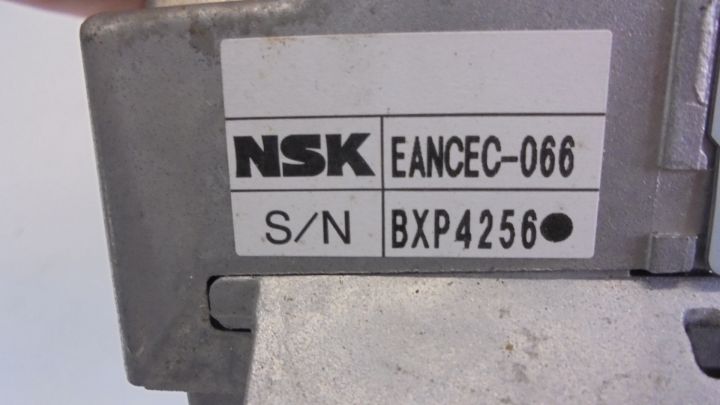 NSK EANCEC-066
S/N BXP4256●